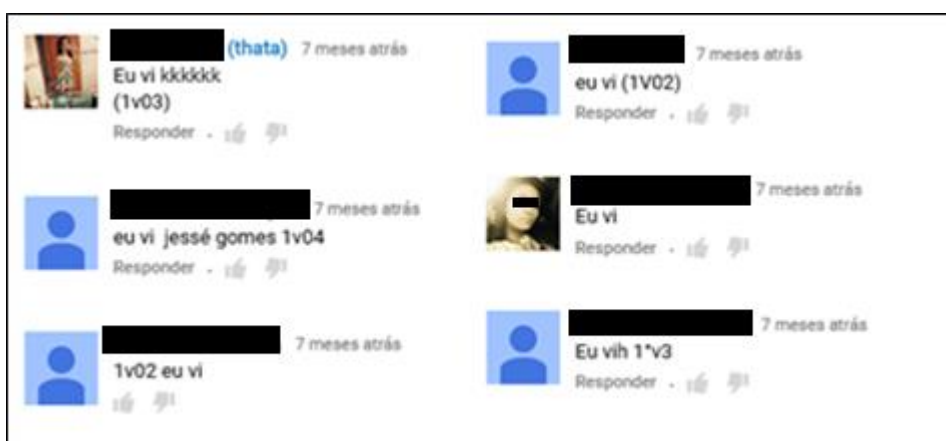 (thata) 7 meses atrás
Eu vi kkkkkk
(1v03)
Responder .
7 meses atrás
eu vi jessé gomes 1v04
Responder .
7 meses atrás
1v02 eu vi
7 meses atrás
eu vi (1V02)
Responder .
7 meses atrás
Eu vi
Responder .
7 meses atrás
Eu vih 1*v3
Responder .